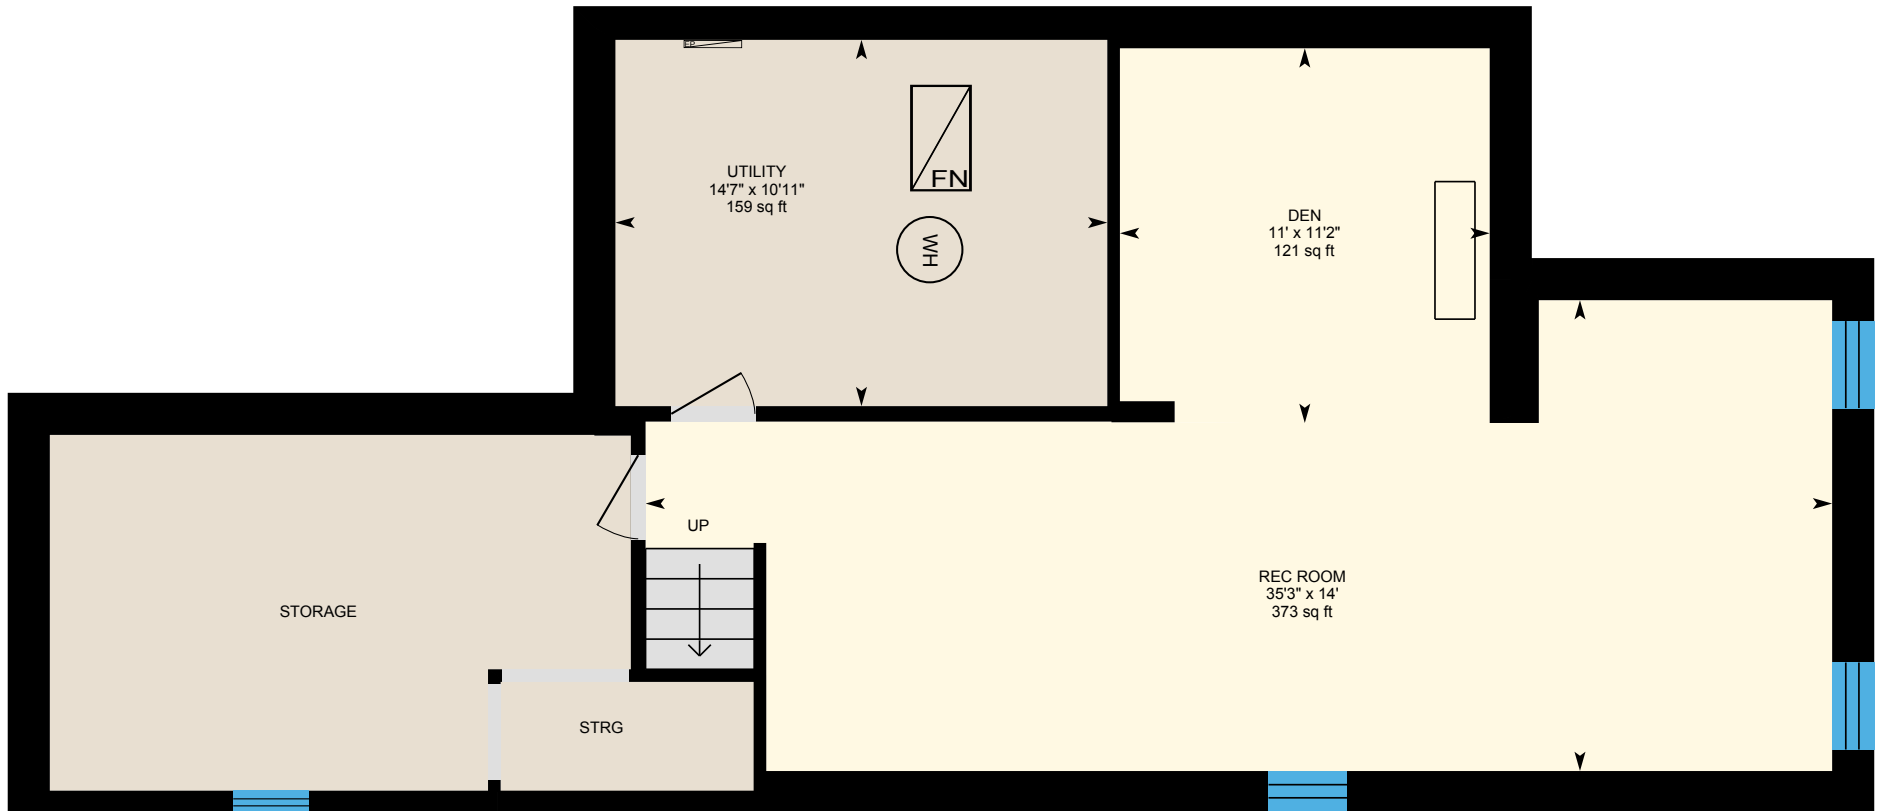 EP
UTILITY
14'7" x 10'11"
159 sq ft
FN
WH
DEN
11' x 11'2"
121 sq ft
UP
STORAGE
STRG
REC ROOM
35'3" x 14'
373 sq ft